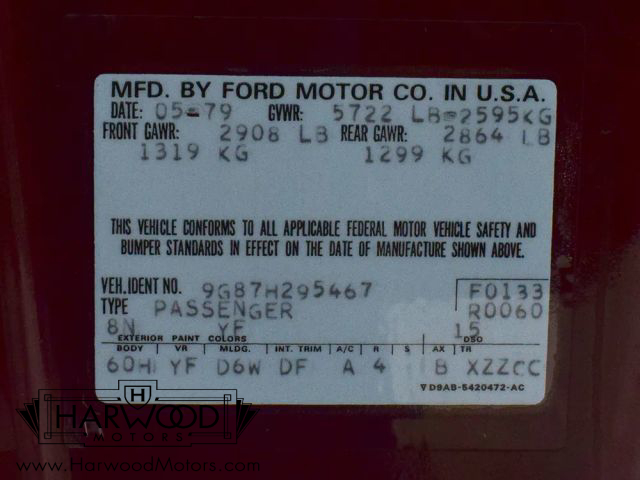 MFD. BY FORD MOTOR CO. IN U.S.A.
DATE: 05-79 GVWR: 5722 LB=2595KG
FRONT GAWR: 2908 LB REAR GAWR: 2864 LB
1319 KG 1299 KG
THIS VEHICLE CONFORMS TO ALL APPLICABLE FEDERAL MOTOR VEHICLE SAFETY AND
BUMPER STANDARDS IN EFFECT ON THE DATE OF MANUFACTURE SHOWN ABOVE.
VEH. IDENT NO. 9G87H295467 F0133
TYPE PASSENGER R0060
8N YF 15
EXTERIOR PAINT COLORS DSO
BODY VR MLDG. INT. TRIM A/C R S AX TR
60H YF D6W DF A 4 B XZZCC
D9AB-5420472-AC
H
HARWOOD
MOTORS
www.HarwoodMotors.com